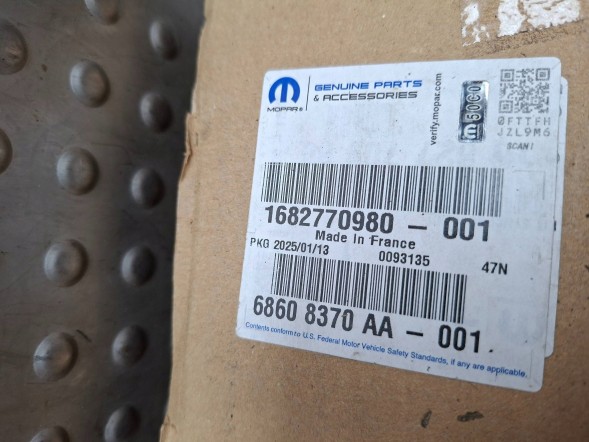 MOPAR®
GENUINE PARTS
& ACCESSORIES
verify.mopar.com
m
0FTTFH
JZL9M6
SCAN!
1682770980 - 001
Made In France
PKG 2025/01/13 0093135 47N
6860 8370 AA - 001
Contents conform to U.S. Federal Motor Vehicle Safety Standards, if any are applicable.